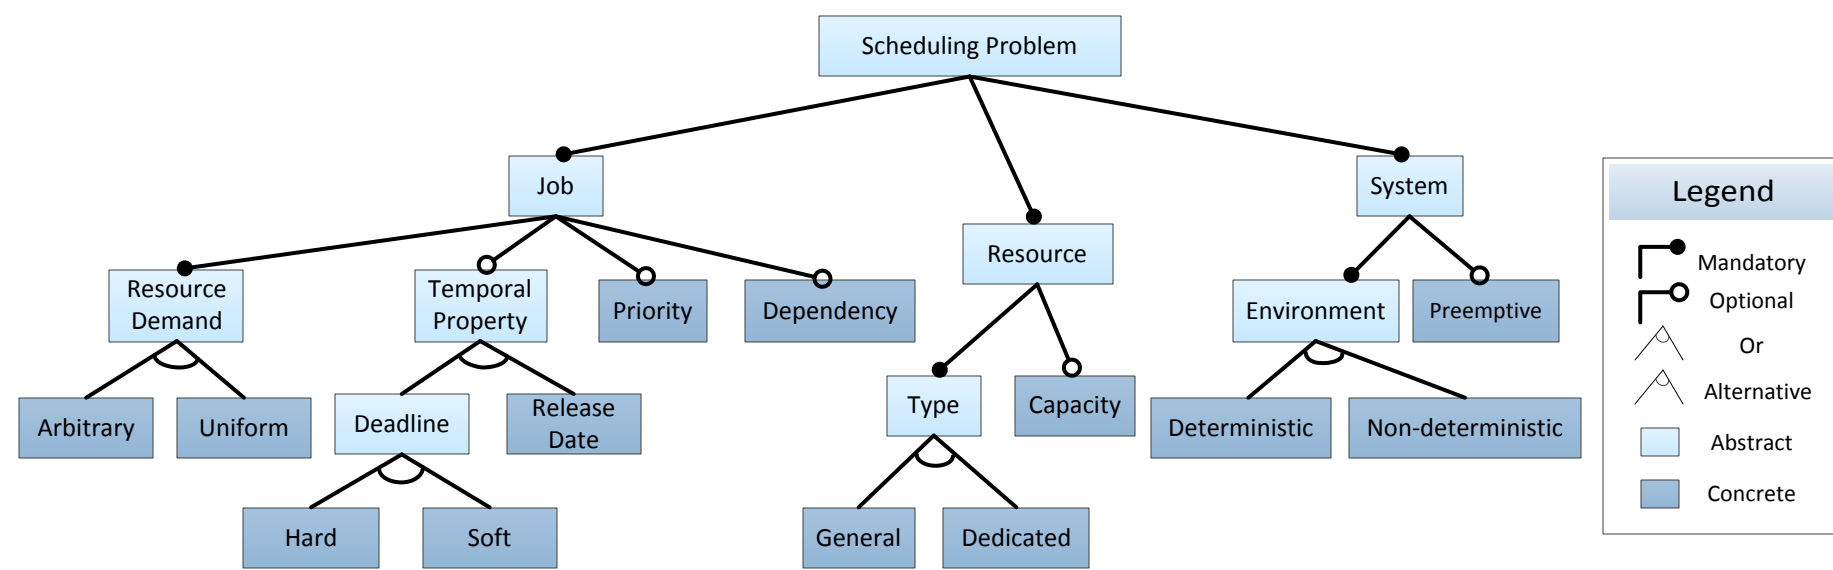 Scheduling Problem
Job
System
Legend
Resource
Mandatory
Optional
Or
Alternative
Abstract
Concrete
Resource
Demand
Temporal
Property
Priority
Dependency
Environment
Preemptive
Arbitrary
Uniform
Deadline
Release
Date
Type
Capacity
Deterministic
Non-deterministic
Hard
Soft
General
Dedicated